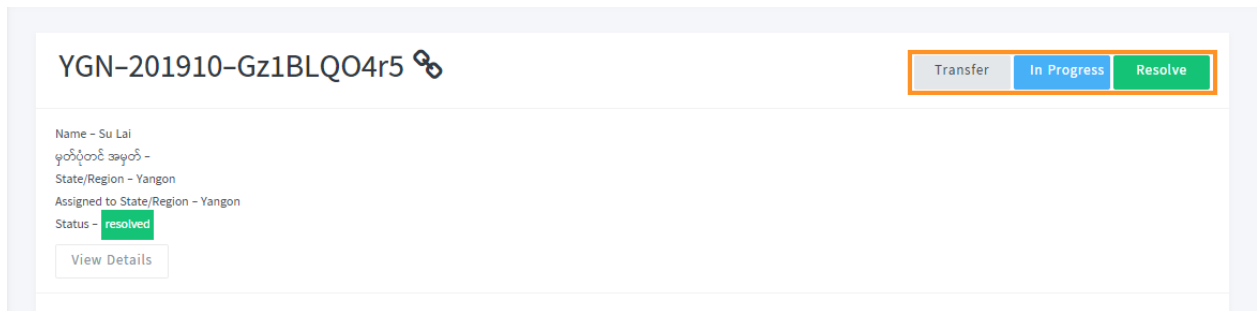 YGN–201910–Gz1BLQO4r5
Transfer In Progress Resolve
Name – Su Lai
မှတ်ပုံတင် အမှတ် –
State/Region – Yangon
Assigned to State/Region – Yangon
Status – resolved
View Details